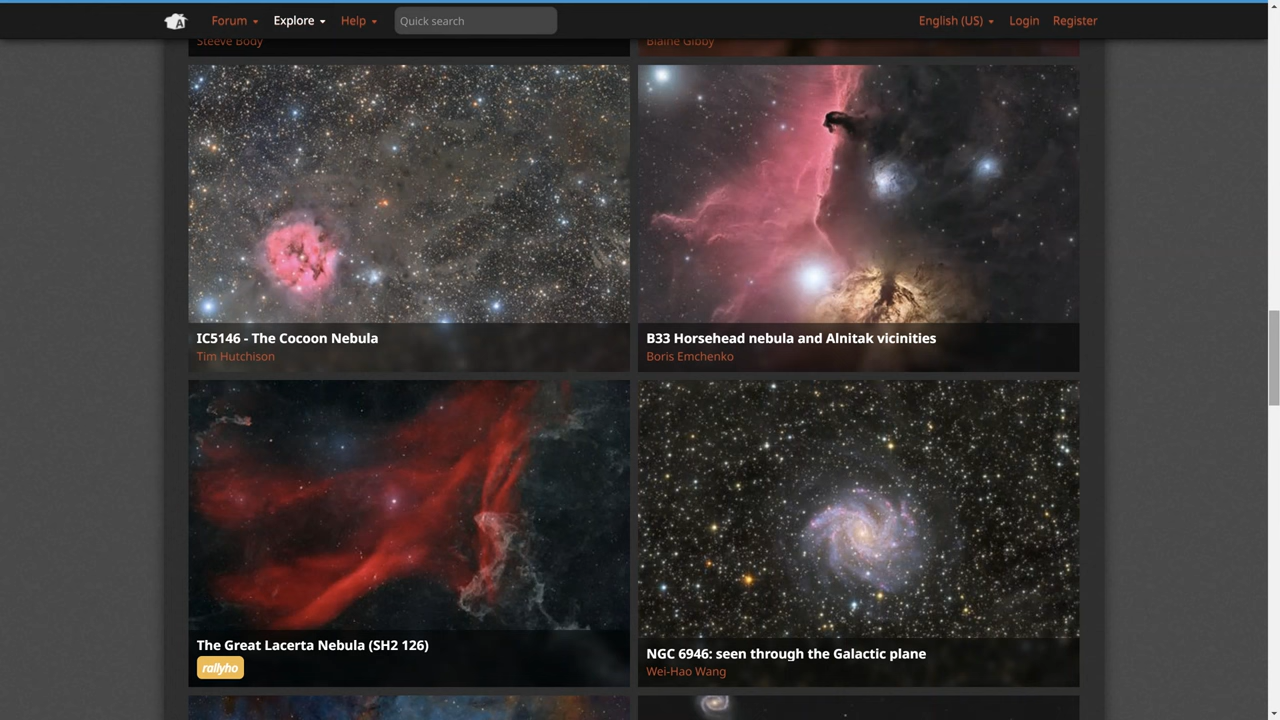 Forum Explore Help Quick search English (US) Login Register
Steeve Body
Blaine Gibby
IC5146 - The Cocoon Nebula
Tim Hutchison
B33 Horsehead nebula and Alnitak vicinities
Boris Emchenko
The Great Lacerta Nebula (SH2 126)
rallyho
NGC 6946: seen through the Galactic plane
Wei-Hao Wang